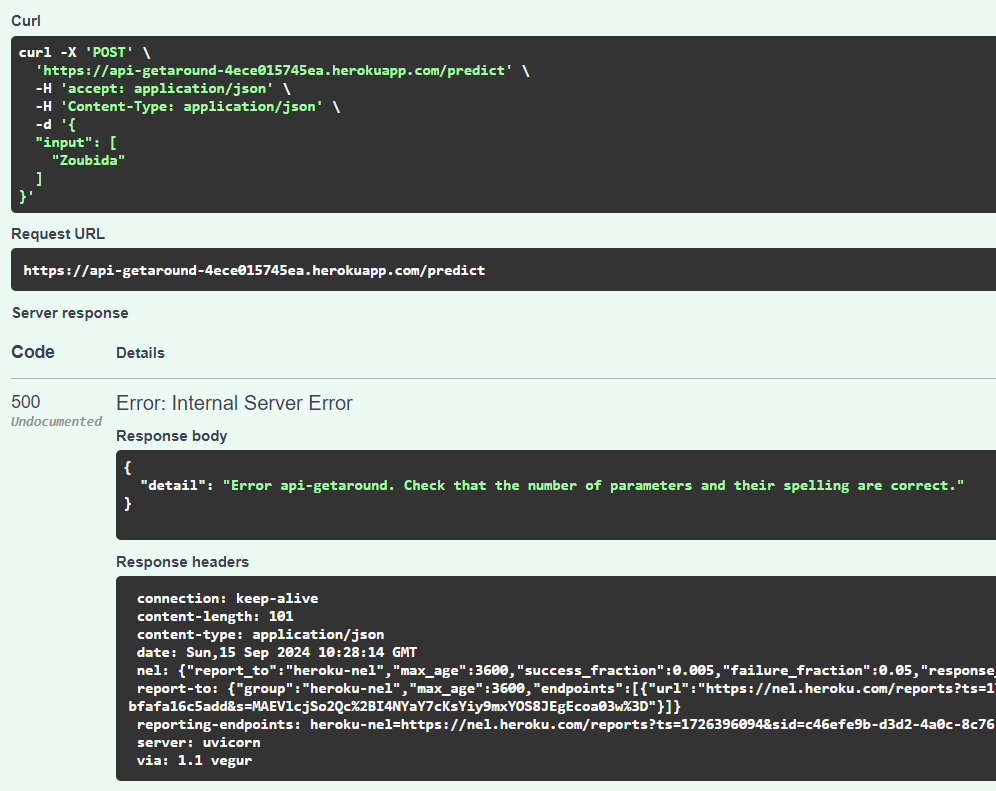 Curl
curl -X 'POST' \
'https://api-getaround-4ece015745ea.herokuapp.com/predict' \
-H 'accept: application/json' \
-H 'Content-Type: application/json' \
-d '{
"input": [
"Zoubida"
]
}'
Request URL
https://api-getaround-4ece015745ea.herokuapp.com/predict
Server response
Code Details
500 Error: Internal Server Error
Undocumented
Response body
{
"detail": "Error api-getaround. Check that the number of parameters and their spelling are correct."
}
Response headers
connection: keep-alive
content-length: 101
content-type: application/json
date: Sun,15 Sep 2024 10:28:14 GMT
nel: {"report_to":"heroku-nel","max_age":3600,"success_fraction":0.005,"failure_fraction":0.05,"response_
report-to: {"group":"heroku-nel","max_age":3600,"endpoints":[{"url":"https://nel.heroku.com/reports?ts=17
bfafa16c5add&s=MAEVlcjSo2Qc%2BI4NYaY7cKsYiy9mxYOS8JEgEcoa03w%3D"}]}
reporting-endpoints: heroku-nel=https://nel.heroku.com/reports?ts=1726396094&sid=c46efe9b-d3d2-4a0c-8c76
server: uvicorn
via: 1.1 vegur